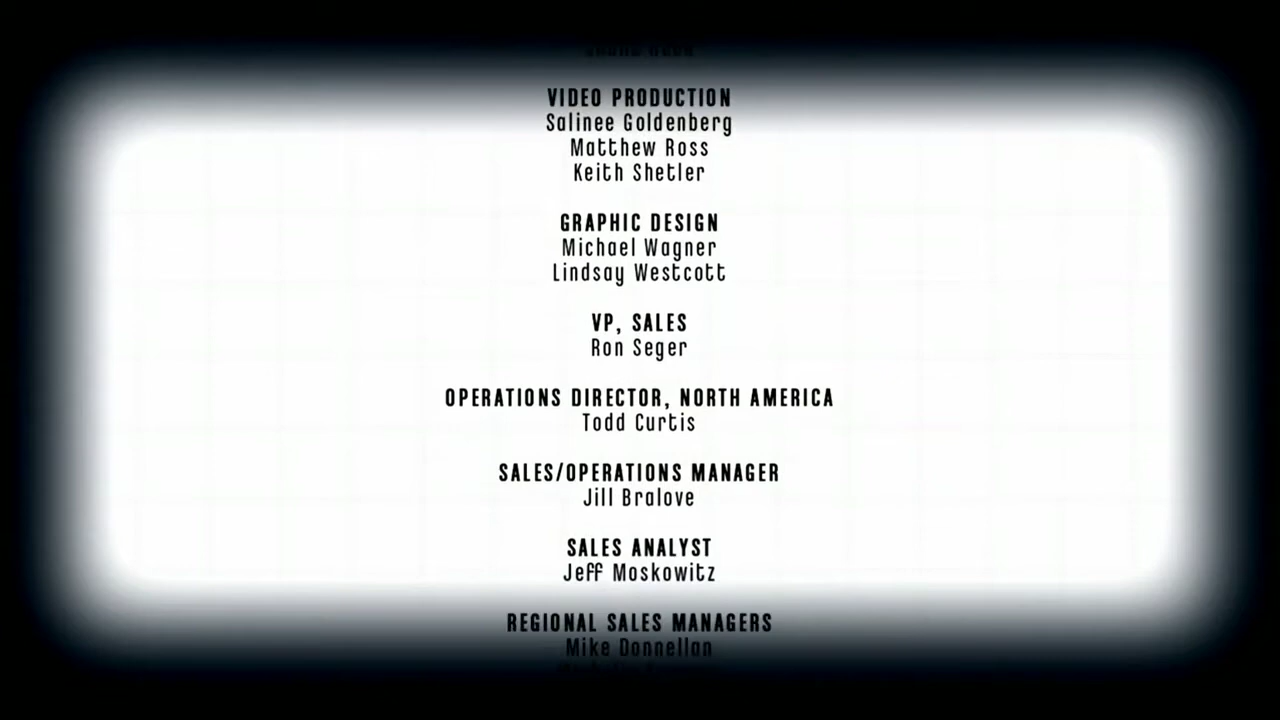 VIDEO PRODUCTION
Salinee Goldenberg
Matthew Ross
Keith Shetler
GRAPHIC DESIGN
Michael Wagner
Lindsay Westcott
VP, SALES
Ron Seger
OPERATIONS DIRECTOR, NORTH AMERICA
Todd Curtis
SALES/OPERATIONS MANAGER
Jill Bralove
SALES ANALYST
Jeff Moskowitz
REGIONAL SALES MANAGERS
Mike Donnellan